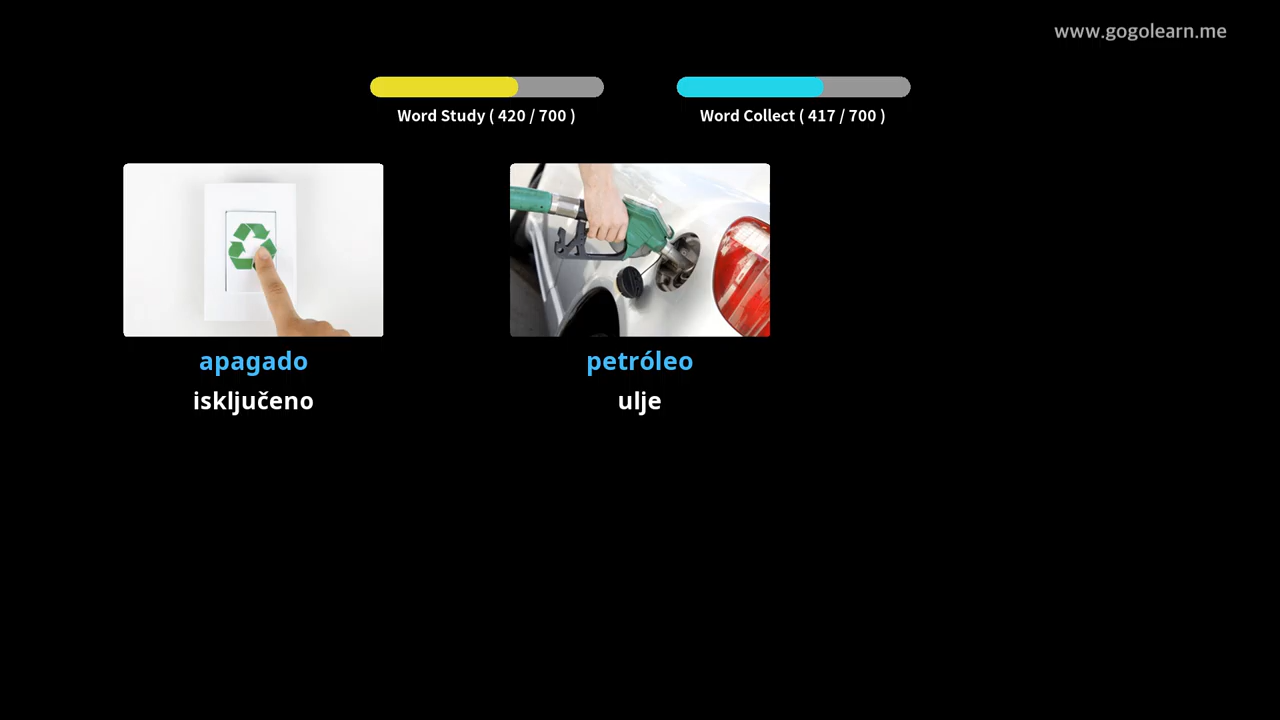 www.gogolearn.me
Word Study ( 420 / 700 )
Word Collect ( 417 / 700 )
apagado
isključeno
petróleo
ulje